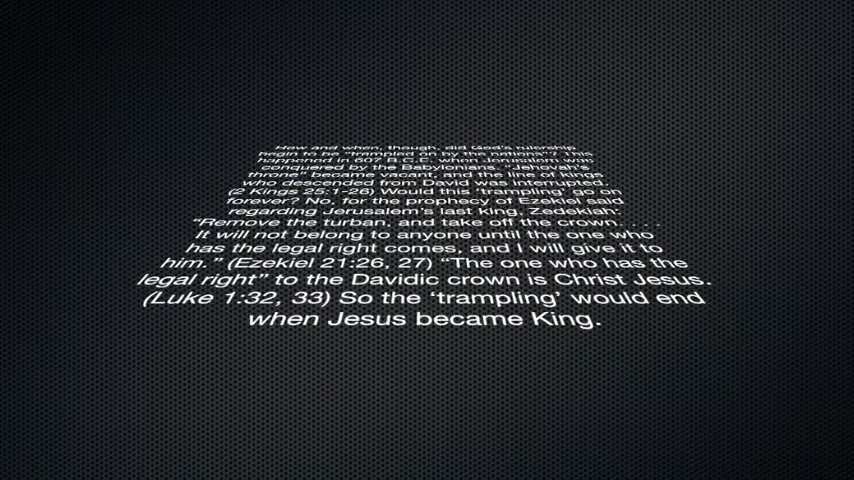 How and when, though, did God's rulership
begin to be "trampled on by the nations"? This
happened in 607 B.C.E. when Jerusalem was
conquered by the Babylonians. "Jehovah's
throne" became vacant, and the line of kings
who descended from David was interrupted.
(2 Kings 25:1-26) Would this 'trampling' go on
forever? No, for the prophecy of Ezekiel said
regarding Jerusalem's last king, Zedekiah:
"Remove the turban, and take off the crown. . . .
It will not belong to anyone until the one who
has the legal right comes, and I will give it to
him." (Ezekiel 21:26, 27) "The one who has the
legal right" to the Davidic crown is Christ Jesus.
(Luke 1:32, 33) So the 'trampling' would end
when Jesus became King.